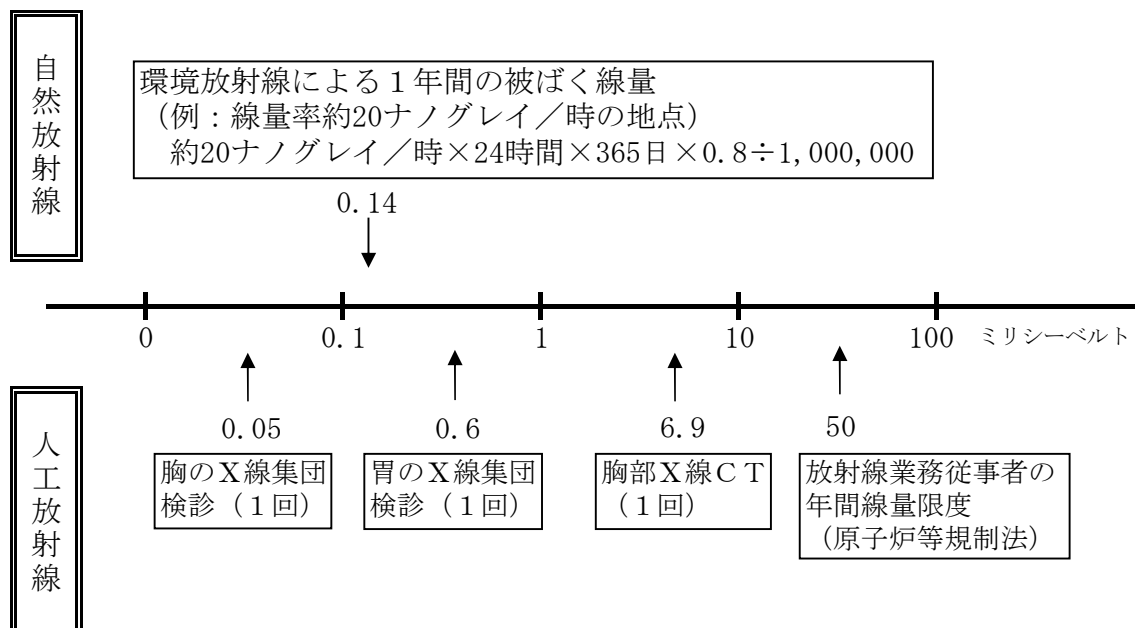 自然放射線
環境放射線による1年間の被ばく線量
(例:線量率約20ナノグレイ/時の地点)
約20ナノグレイ/時×24時間×365日×0.8÷1,000,000
0.14
0 0.1 1 10 100 ミリシーベルト
人工放射線
0.05
胸のX線集団
検診(1回)
0.6
胃のX線集団
検診(1回)
6.9
胸部X線CT
(1回)
50
放射線業務従事者の
年間線量限度
(原子炉等規制法)